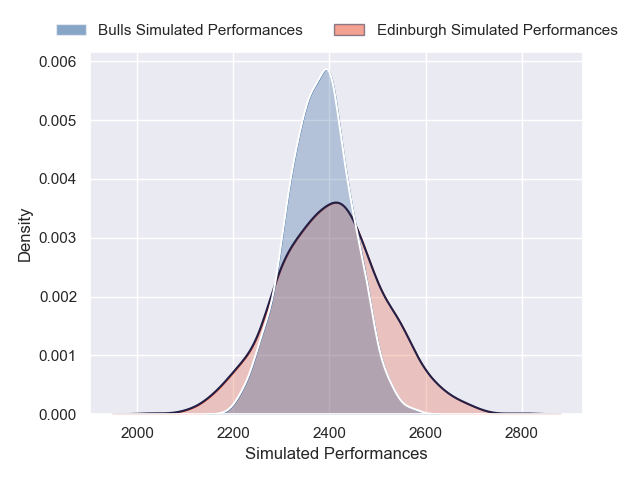 Bulls Simulated Performances Edinburgh Simulated Performances
0.006
0.005
0.004
0.003
0.002
0.001
0.000
Density
2000 2200 2400 2600 2800
Simulated Performances